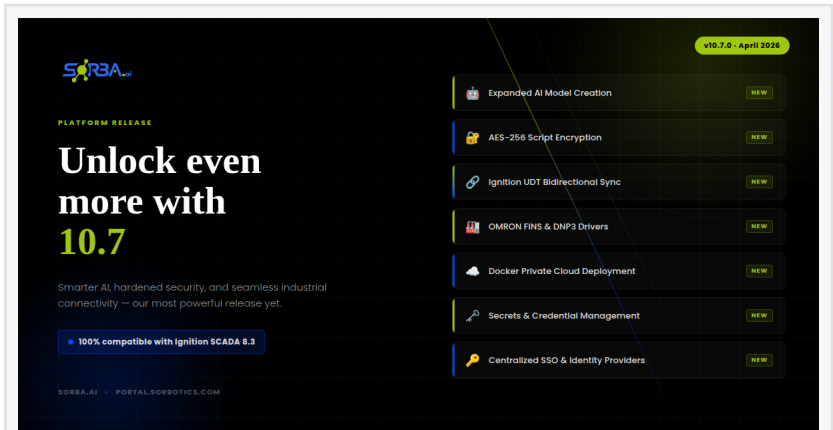 v10.7.0 - April 2026
SORBA.ai
PLATFORM RELEASE
Unlock even
more with
10.7
Smarter AI, hardened security, and seamless industrial
connectivity — our most powerful release yet.
100% compatible with Ignition SCADA 8.3
SORBA.AI • PORTAL.SORBOTICS.COM
Expanded AI Model Creation NEW
AES-256 Script Encryption NEW
Ignition UDT Bidirectional Sync NEW
OMRON FINS & DNP3 Drivers NEW
Docker Private Cloud Deployment NEW
Secrets & Credential Management NEW
Centralized SSO & Identity Providers NEW